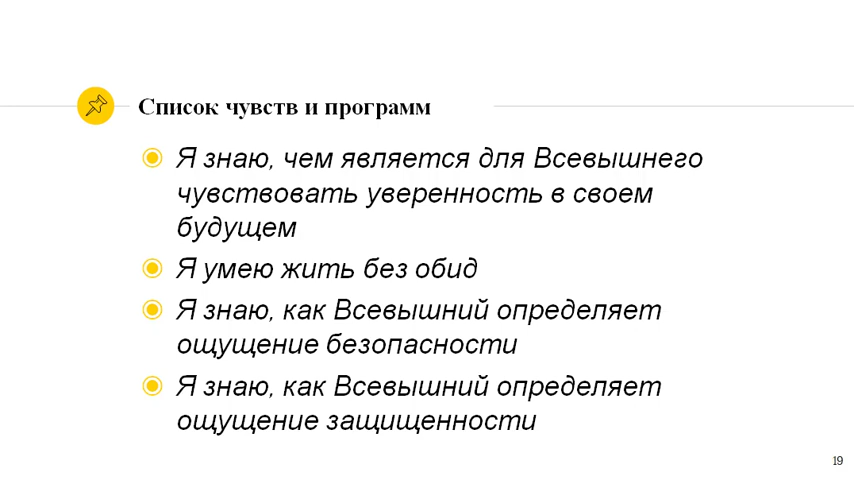 Список чувств и программ
Я знаю, чем является для Всевышнего
чувствовать уверенность в своем
будущем
Я умею жить без обид
Я знаю, как Всевышний определяет
ощущение безопасности
Я знаю, как Всевышний определяет
ощущение защищенности
19